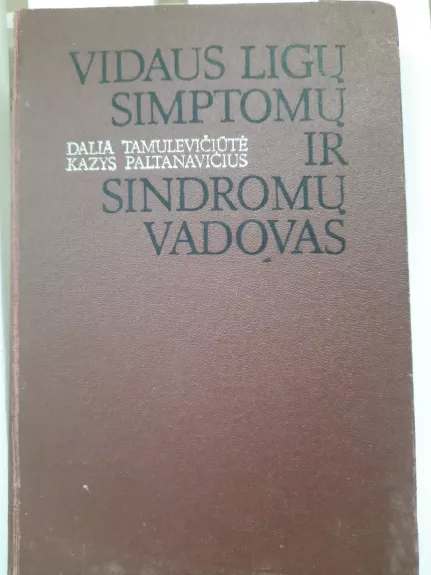 VIDAUS LIGŲ
SIMPTOMŲ
DALIA TAMULEVIČIŪTĖ
KAZYS PALTANAVIČIUS
IR
SINDROMŲ
VADOVAS